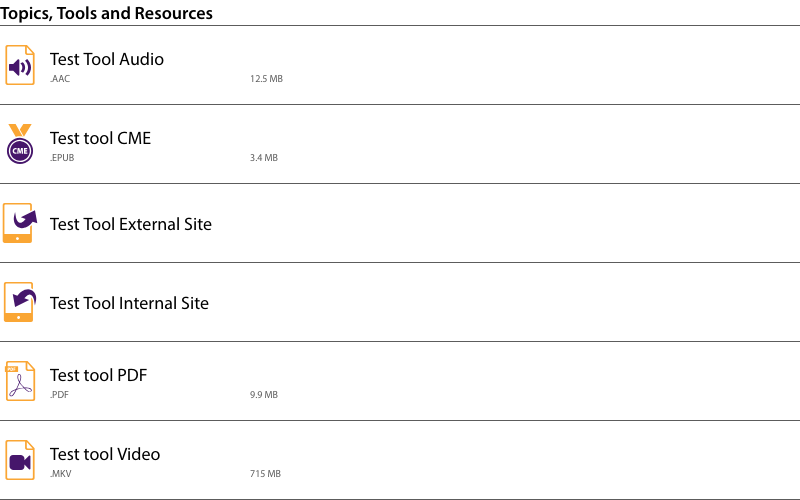 Topics, Tools and Resources
Test Tool Audio
.AAC 12.5 MB
CME
Test tool CME
.EPUB 3.4 MB
Test Tool External Site
Test Tool Internal Site
Test tool PDF
.PDF 9.9 MB
Test tool Video
.MKV 715 MB